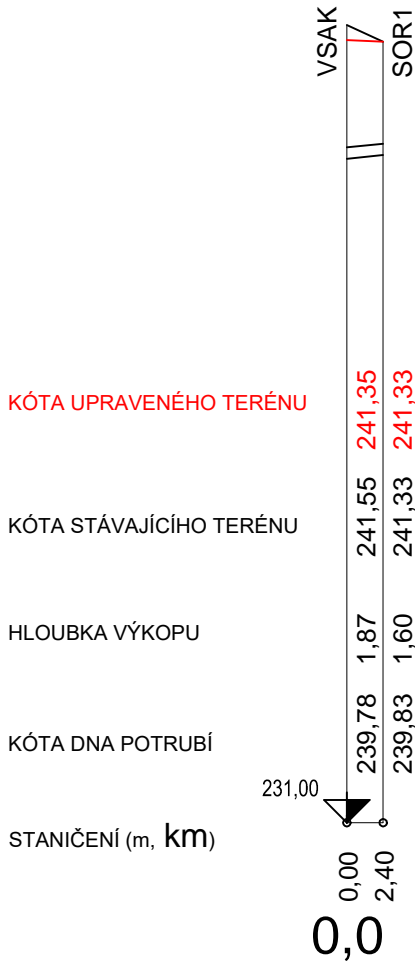 VSAK SOR1
KÓTA UPRAVENÉHO TERÉNU 241,35 241,33
KÓTA STÁVAJÍCÍHO TERÉNU 241,55 241,33
HLOUBKA VÝKOPU 1,87 1,60
KÓTA DNA POTRUBÍ 239,78 239,83
231,00
STANIČENÍ (m, km) 0,00 2,40
0,0